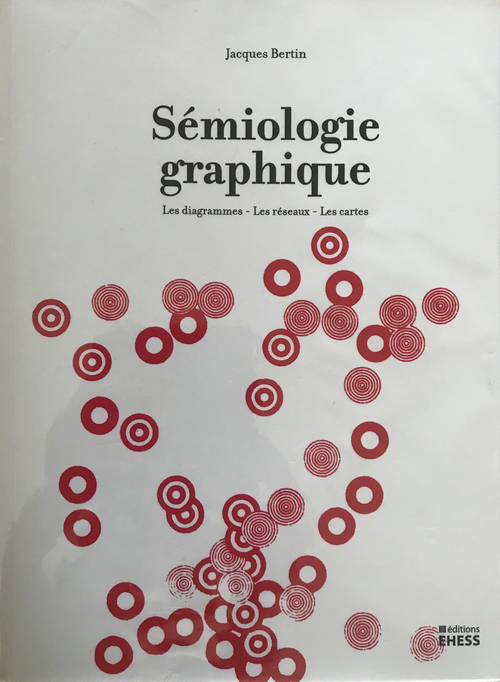 Jacques Bertin
Sémiologie
graphique
Les diagrammes - Les réseaux - Les cartes
éditions
EHESS